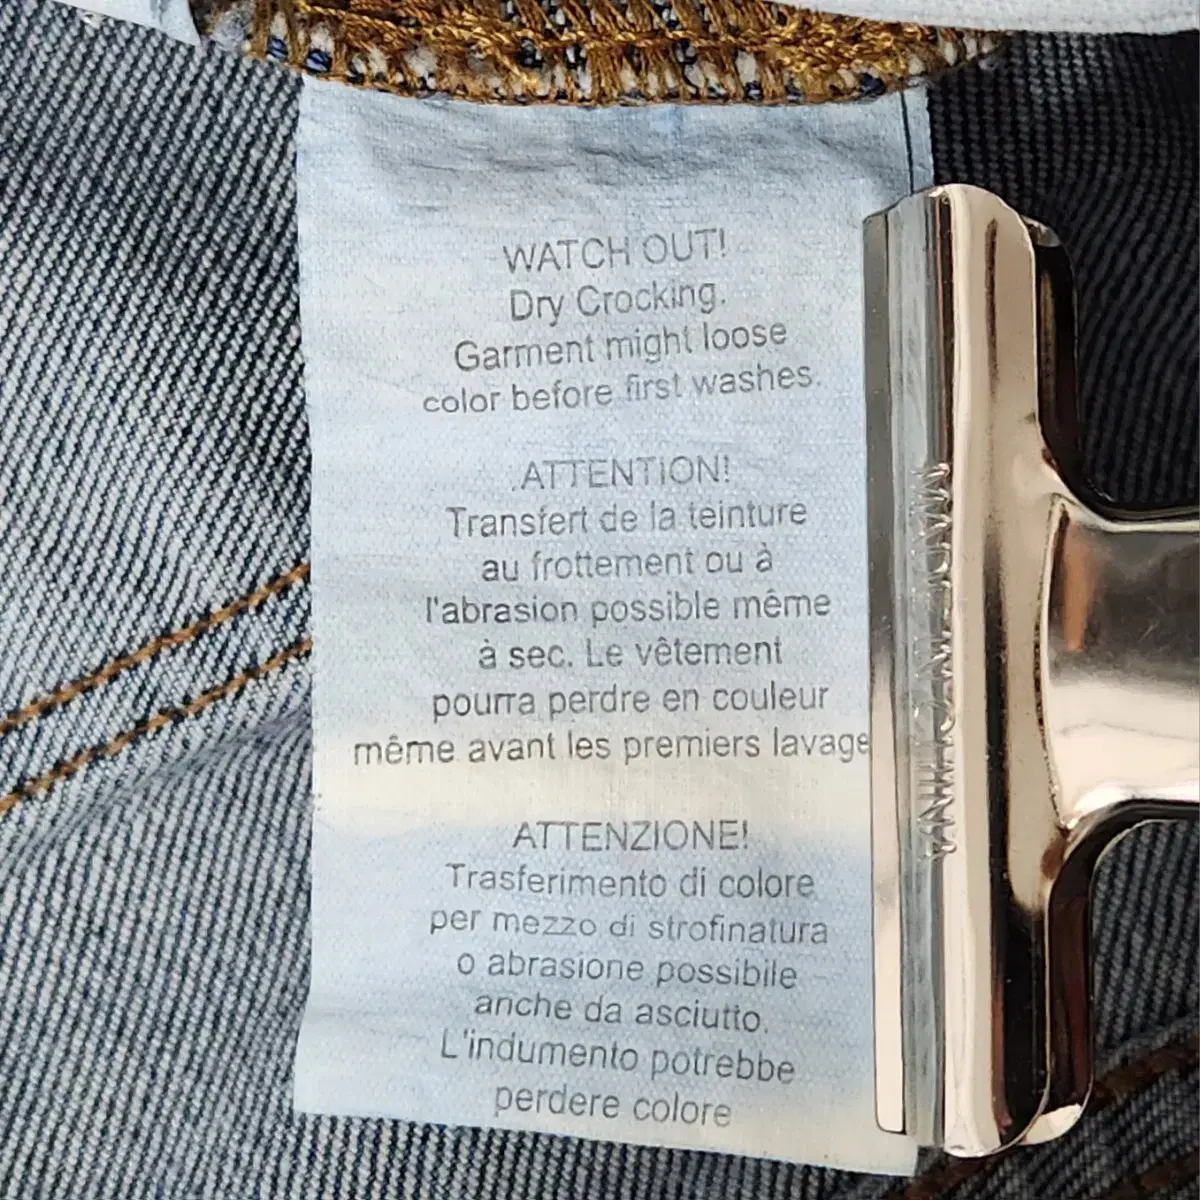 WATCH OUT!
Dry Crocking.
Garment might loose
color before first washes.
ATTENTION!
Transfert de la teinture
au frottement ou à
l'abrasion possible même
à sec. Le vêtement
pourra perdre en couleur
même avant les premiers lavage
ATTENZIONE!
Trasferimento di colore
per mezzo di strofinatura
o abrasione possibile
anche da asciutto.
L'indumento potrebbe
perdere colore
MADE IN CHINA